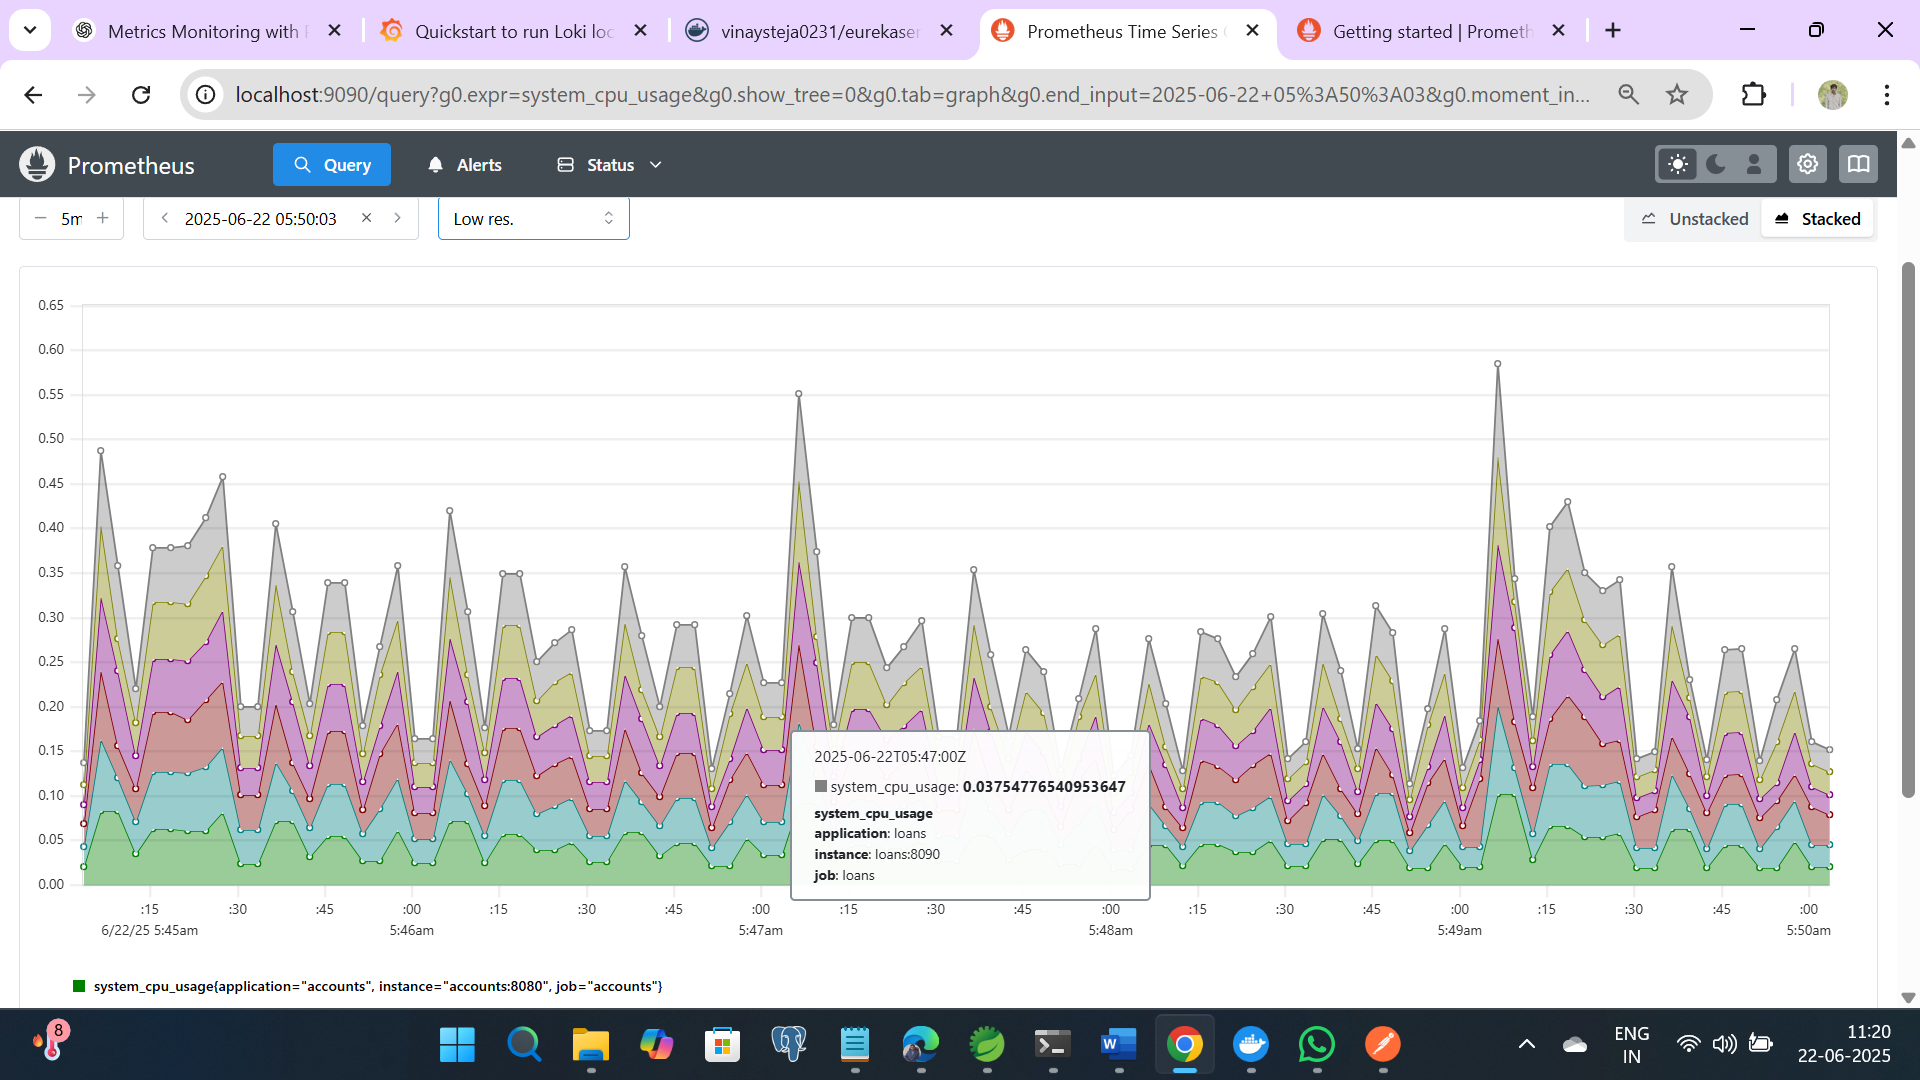 Metrics Monitoring with
Quickstart to run Loki loc
vinaysteja0231/eurekaser
Prometheus Time Series
Getting started | Prometh
localhost:9090/query?g0.expr=system_cpu_usage&g0.show_tree=0&g0.tab=graph&g0.end_input=2025-06-22+05%3A50%3A03&g0.moment_in...
Prometheus
Query
Alerts
Status
5m
2025-06-22 05:50:03
Low res.
Unstacked
Stacked
0.65
0.60
0.55
0.50
0.45
0.40
0.35
0.30
0.25
0.20
0.15
0.10
0.05
0.00
2025-06-22T05:47:00Z
system_cpu_usage: 0.03754776540953647
system_cpu_usage
application: loans
instance: loans:8090
job: loans
:15 :30 :45 :00 :15 :30 :45 :00 :15 :30 :45 :00 :15 :30 :45 :00 :15 :30 :45 :00
6/22/25 5:45am 5:46am 5:47am 5:48am 5:49am 5:50am
system_cpu_usage{application="accounts", instance="accounts:8080", job="accounts"}
8
ENG
IN
11:20
22-06-2025